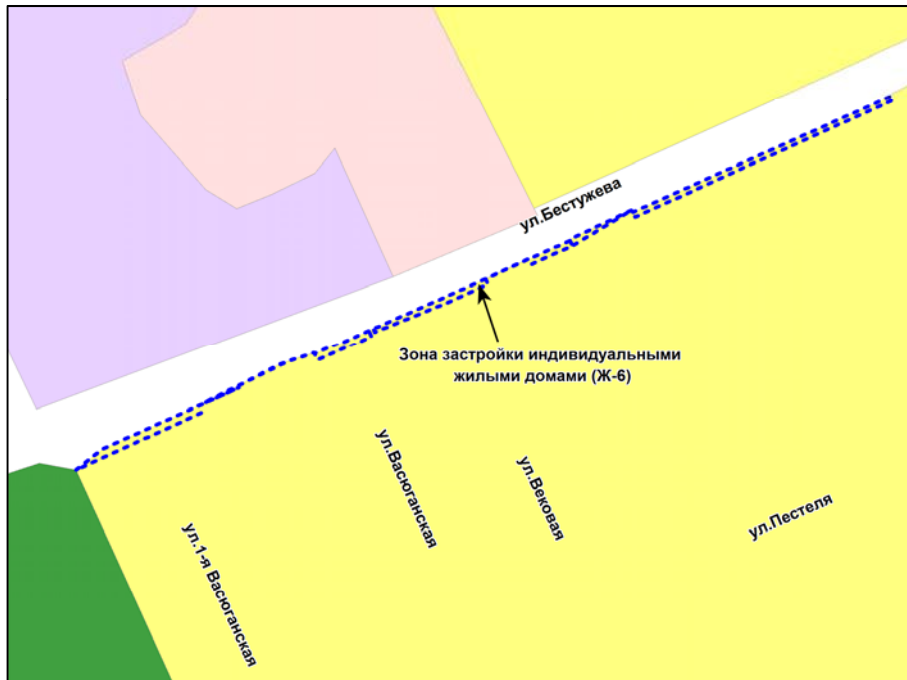 ул.Бестужева
Зона застройки индивидуальными
жилыми домами (Ж-6)
ул.Васюганская
ул.Вековая
ул.Пестеля
ул.1-я Васюганская